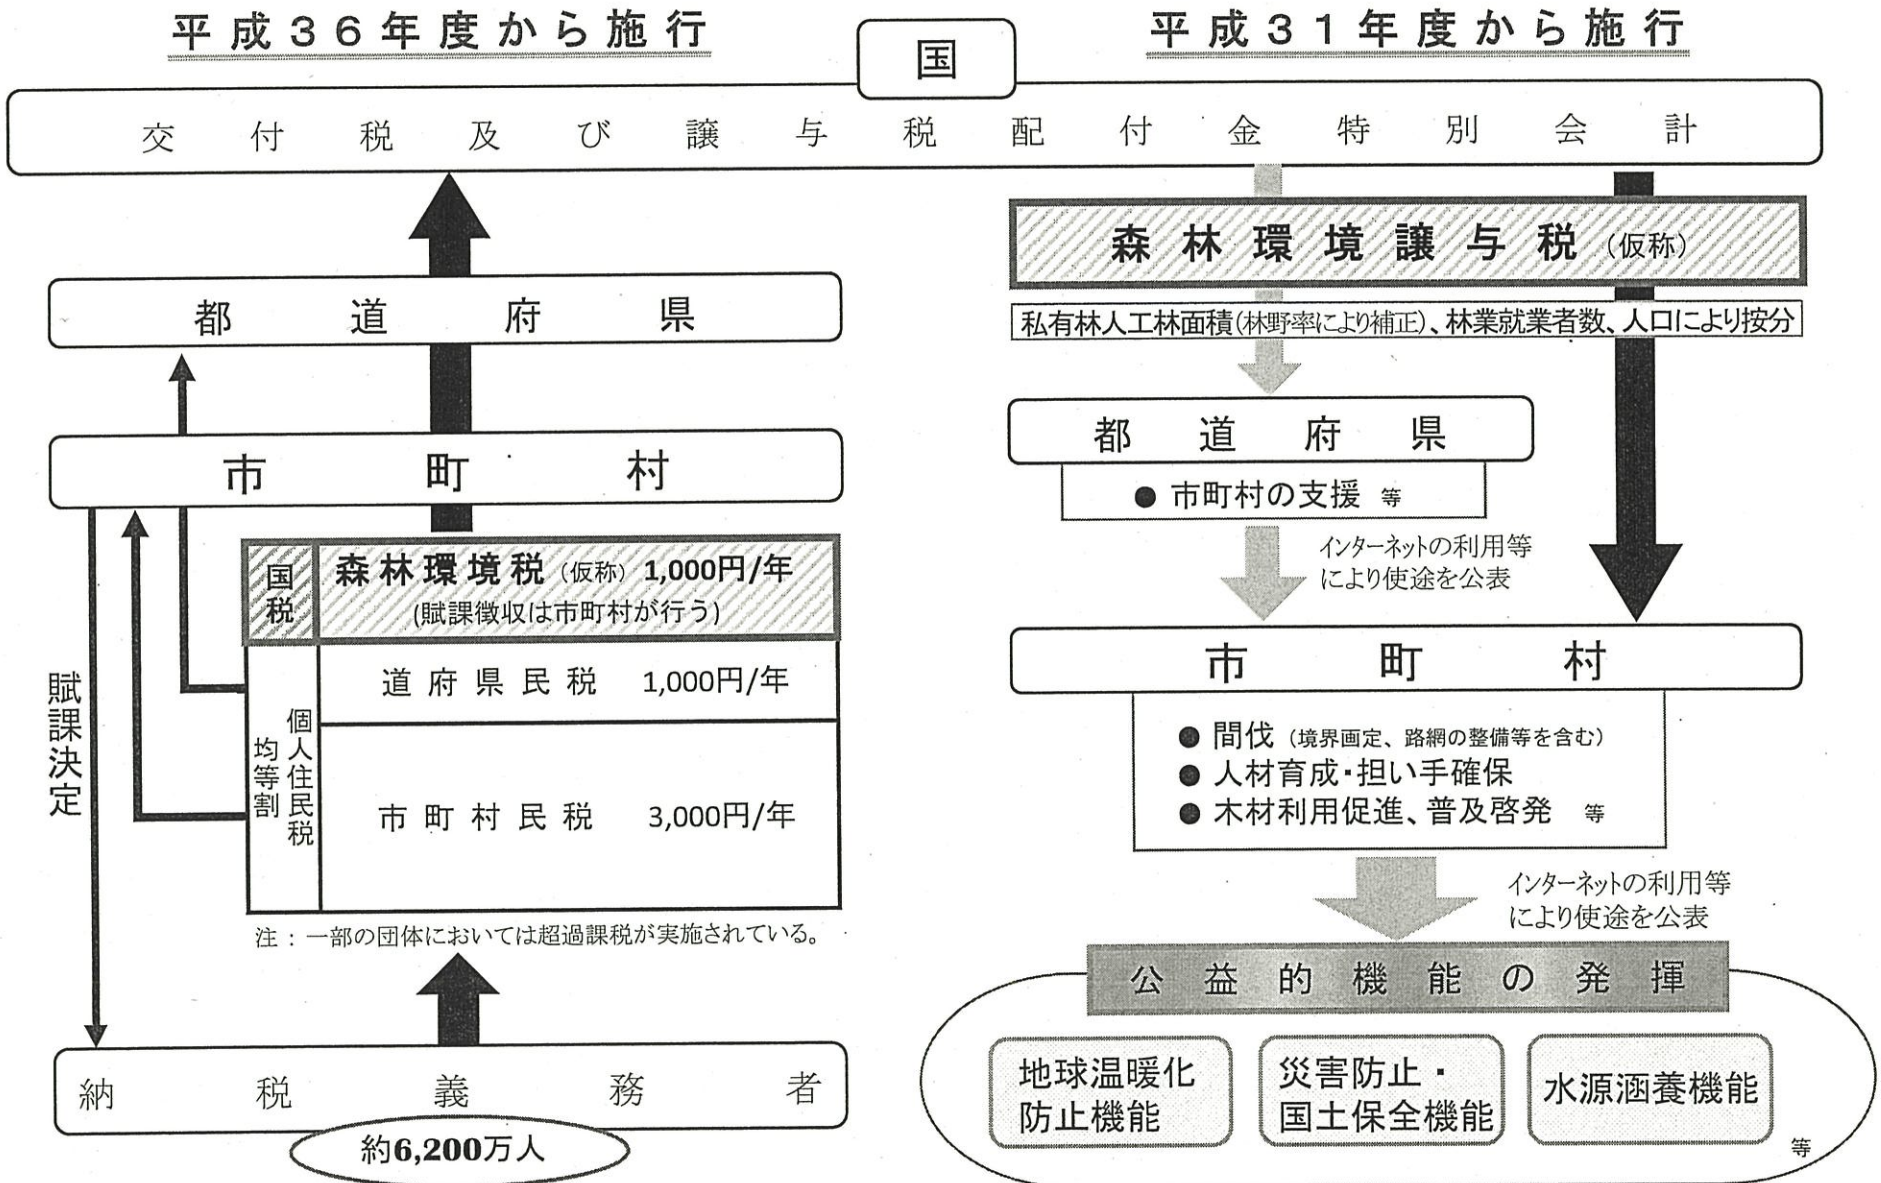 平成36年度から施行
平成31年度から施行
国
交付税及び譲与税配付金特別会計
都道府県
市町村
国税
森林環境税(仮称) 1,000円/年
(賦課徴収は市町村が行う)
個人住民税
均等割
道府県民税 1,000円/年
市町村民税 3,000円/年
注:一部の団体においては超過課税が実施されている。
賦課決定
納税義務者
約6,200万人
森林環境譲与税(仮称)
私有林人工林面積(林野率により補正)、林業就業者数、人口により按分
都道府県
●市町村の支援 等
インターネットの利用等
により使途を公表
市町村
●間伐(境界画定、路網の整備等を含む)
●人材育成・担い手確保
●木材利用促進、普及啓発 等
インターネットの利用等
により使途を公表
公益的機能の発揮
地球温暖化
防止機能
災害防止・
国土保全機能
水源涵養機能
等